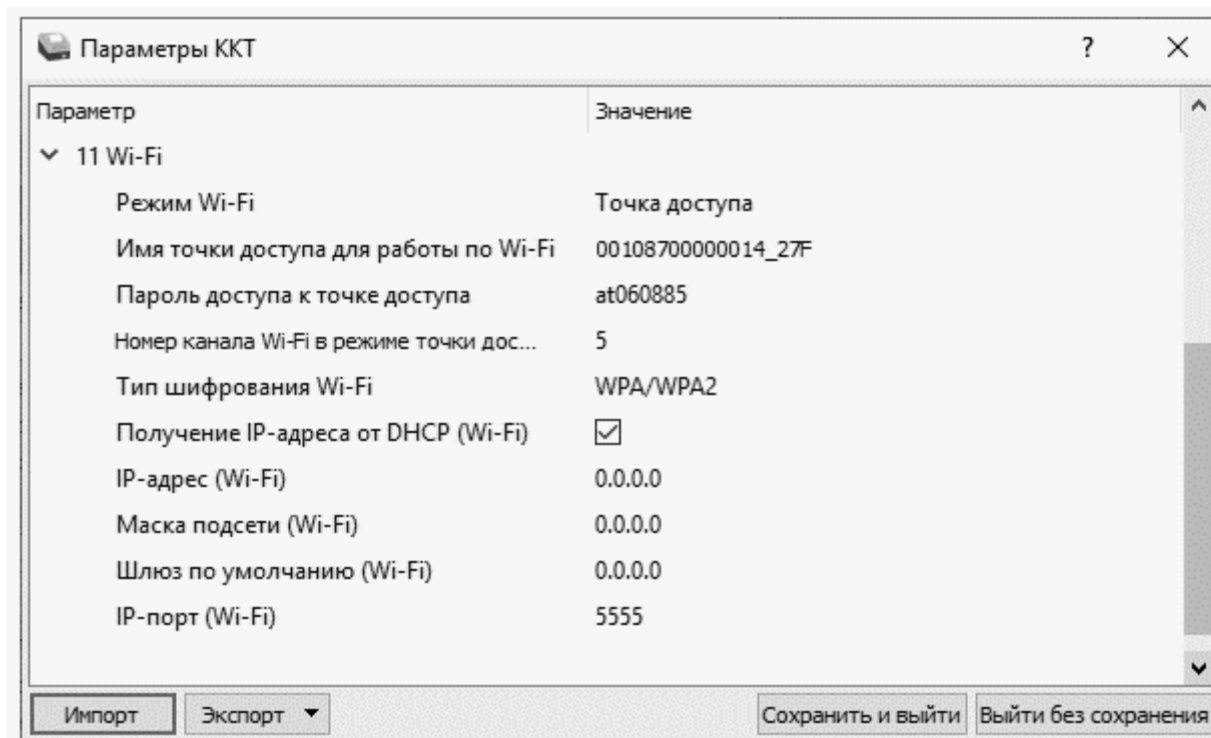 Параметры ККТ ?
Параметр Значение
11 Wi-Fi
Режим Wi-Fi Точка доступа
Имя точки доступа для работы по Wi-Fi 00108700000014_27F
Пароль доступа к точке доступа at060885
Номер канала Wi-Fi в режиме точки дос... 5
Тип шифрования Wi-Fi WPA/WPA2
Получение IP-адреса от DHCP (Wi-Fi)
IP-адрес (Wi-Fi) 0.0.0.0
Маска подсети (Wi-Fi) 0.0.0.0
Шлюз по умолчанию (Wi-Fi) 0.0.0.0
IP-порт (Wi-Fi) 5555
Импорт Экспорт Сохранить и выйти Выйти без сохранения